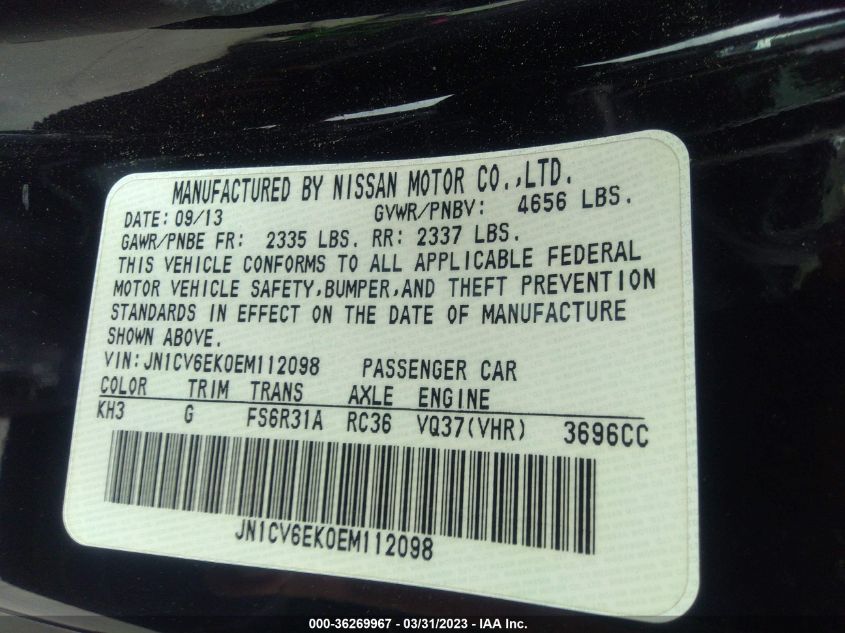 MANUFACTURED BY NISSAN MOTOR CO.,LTD.
DATE: 09/13 GVWR/PNBV: 4656 LBS.
GAWR/PNBE FR: 2335 LBS. RR: 2337 LBS.
THIS VEHICLE CONFORMS TO ALL APPLICABLE FEDERAL
MOTOR VEHICLE SAFETY,BUMPER,AND THEFT PREVENTION
STANDARDS IN EFFECT ON THE DATE OF MANUFACTURE
SHOWN ABOVE.
VIN:JN1CV6EK0EM112098 PASSENGER CAR
COLOR TRIM TRANS AXLE ENGINE
KH3 G FS6R31A RC36 VQ37(VHR) 3696CC
JN1CV6EK0EM112098
000-36269967 - 03/31/2023 - IAA Inc.